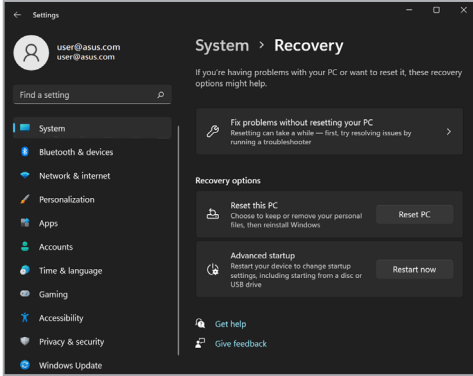 Settings
user@asus.com
user@asus.com
Find a setting
System
Bluetooth & devices
Network & internet
Personalization
Apps
Accounts
Time & language
Gaming
Accessibility
Privacy & security
Windows Update
System > Recovery
If you're having problems with your PC or want to reset it, these recovery
options might help.
Fix problems without resetting your PC
Resetting can take a while — first, try resolving issues by
running a troubleshooter
Recovery options
Reset this PC
Choose to keep or remove your personal
files, then reinstall Windows
Reset PC
Advanced startup
Restart your device to change startup
settings, including starting from a disc or
USB drive
Restart now
Get help
Give feedback